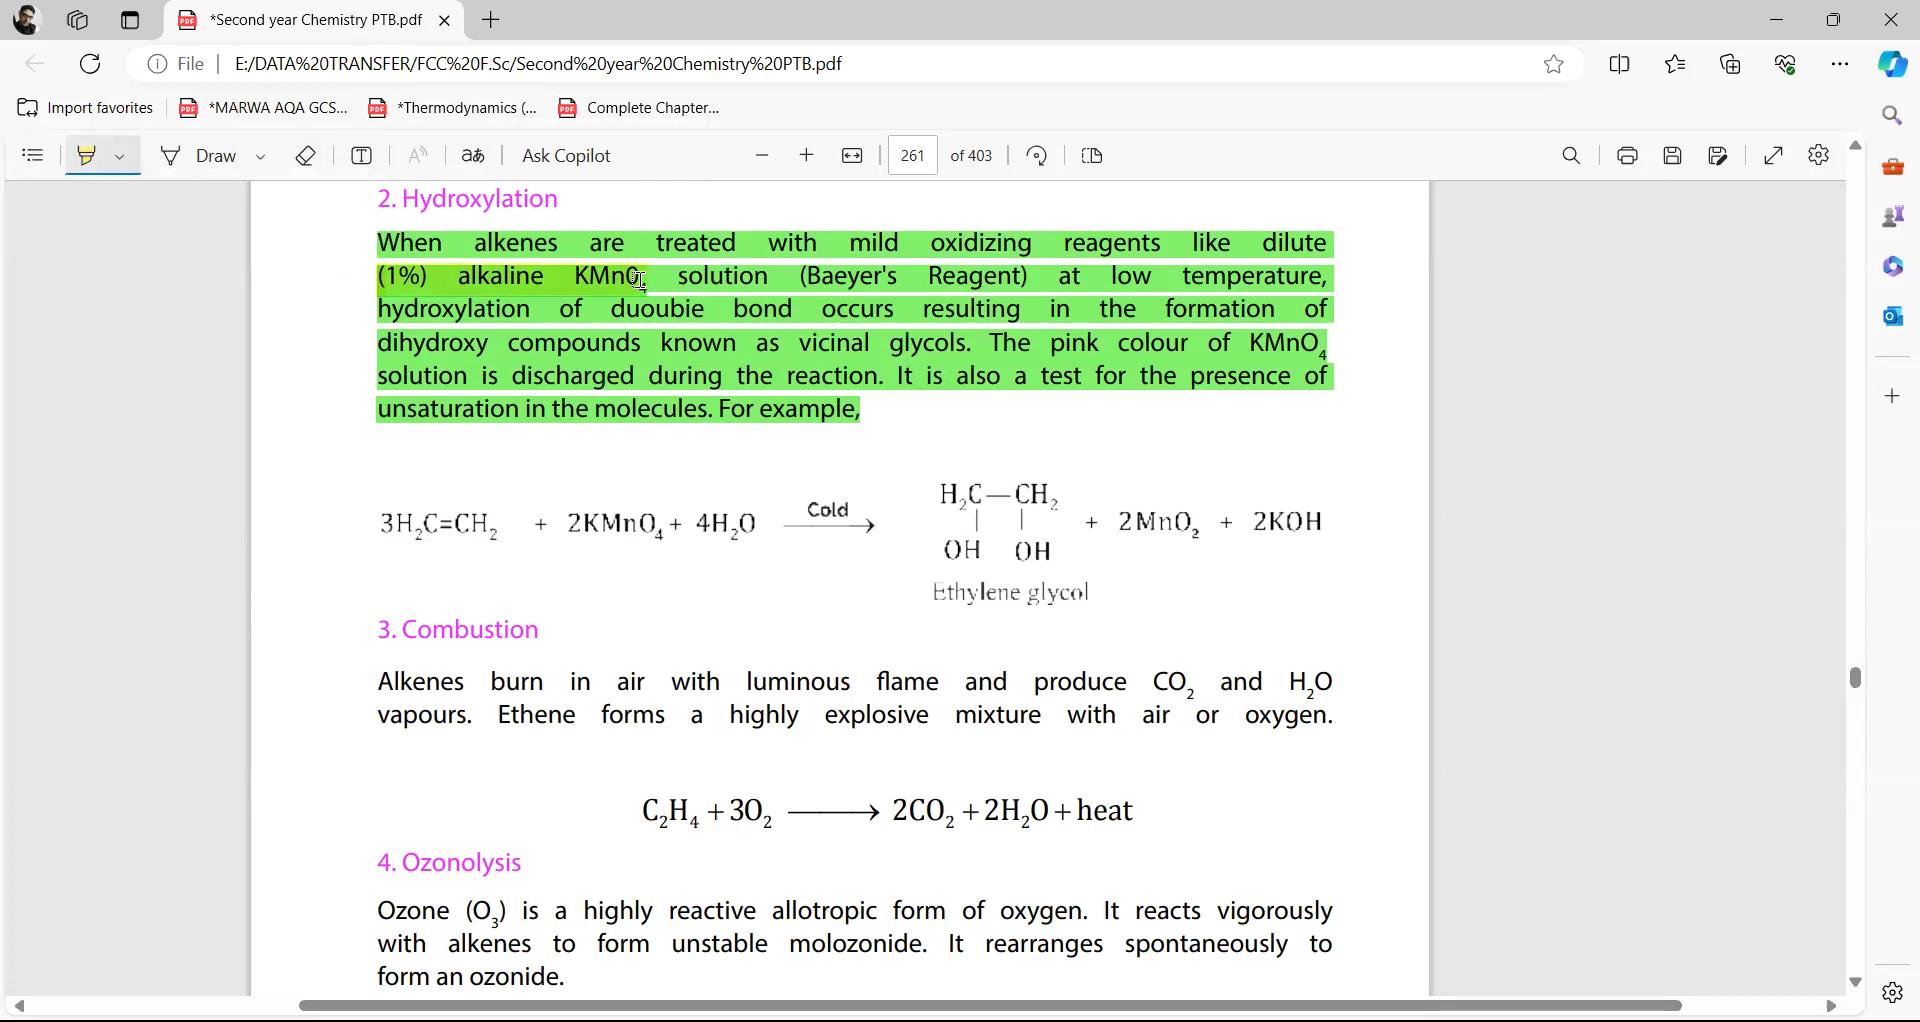 *Second year Chemistry PTB.pdf
File
E:/DATA%20TRANSFER/FCC%20F.Sc/Second%20year%20Chemistry%20PTB.pdf
Import favorites
*MARWA AQA GCS...
*Thermodynamics (...
Complete Chapter...
Draw
Ask Copilot
261 of 403
2. Hydroxylation
When alkenes are treated with mild oxidizing reagents like dilute
(1%) alkaline KMn0₄ solution (Baeyer's Reagent) at low temperature,
hydroxylation of duoubie bond occurs resulting in the formation of
dihydroxy compounds known as vicinal glycols. The pink colour of KMnO₄
solution is discharged during the reaction. It is also a test for the presence of
unsaturation in the molecules. For example,
3H₂C=CH₂ + 2KMnO₄ + 4H₂O Cold → H₂C—CH₂ + 2MnO₂ + 2KOH
OH OH
Ethylene glycol
3. Combustion
Alkenes burn in air with luminous flame and produce CO₂ and H₂O
vapours. Ethene forms a highly explosive mixture with air or oxygen.
C₂H₄ + 3O₂ ⟶ 2CO₂ + 2H₂O + heat
4. Ozonolysis
Ozone (O₃) is a highly reactive allotropic form of oxygen. It reacts vigorously
with alkenes to form unstable molozonide. It rearranges spontaneously to
form an ozonide.